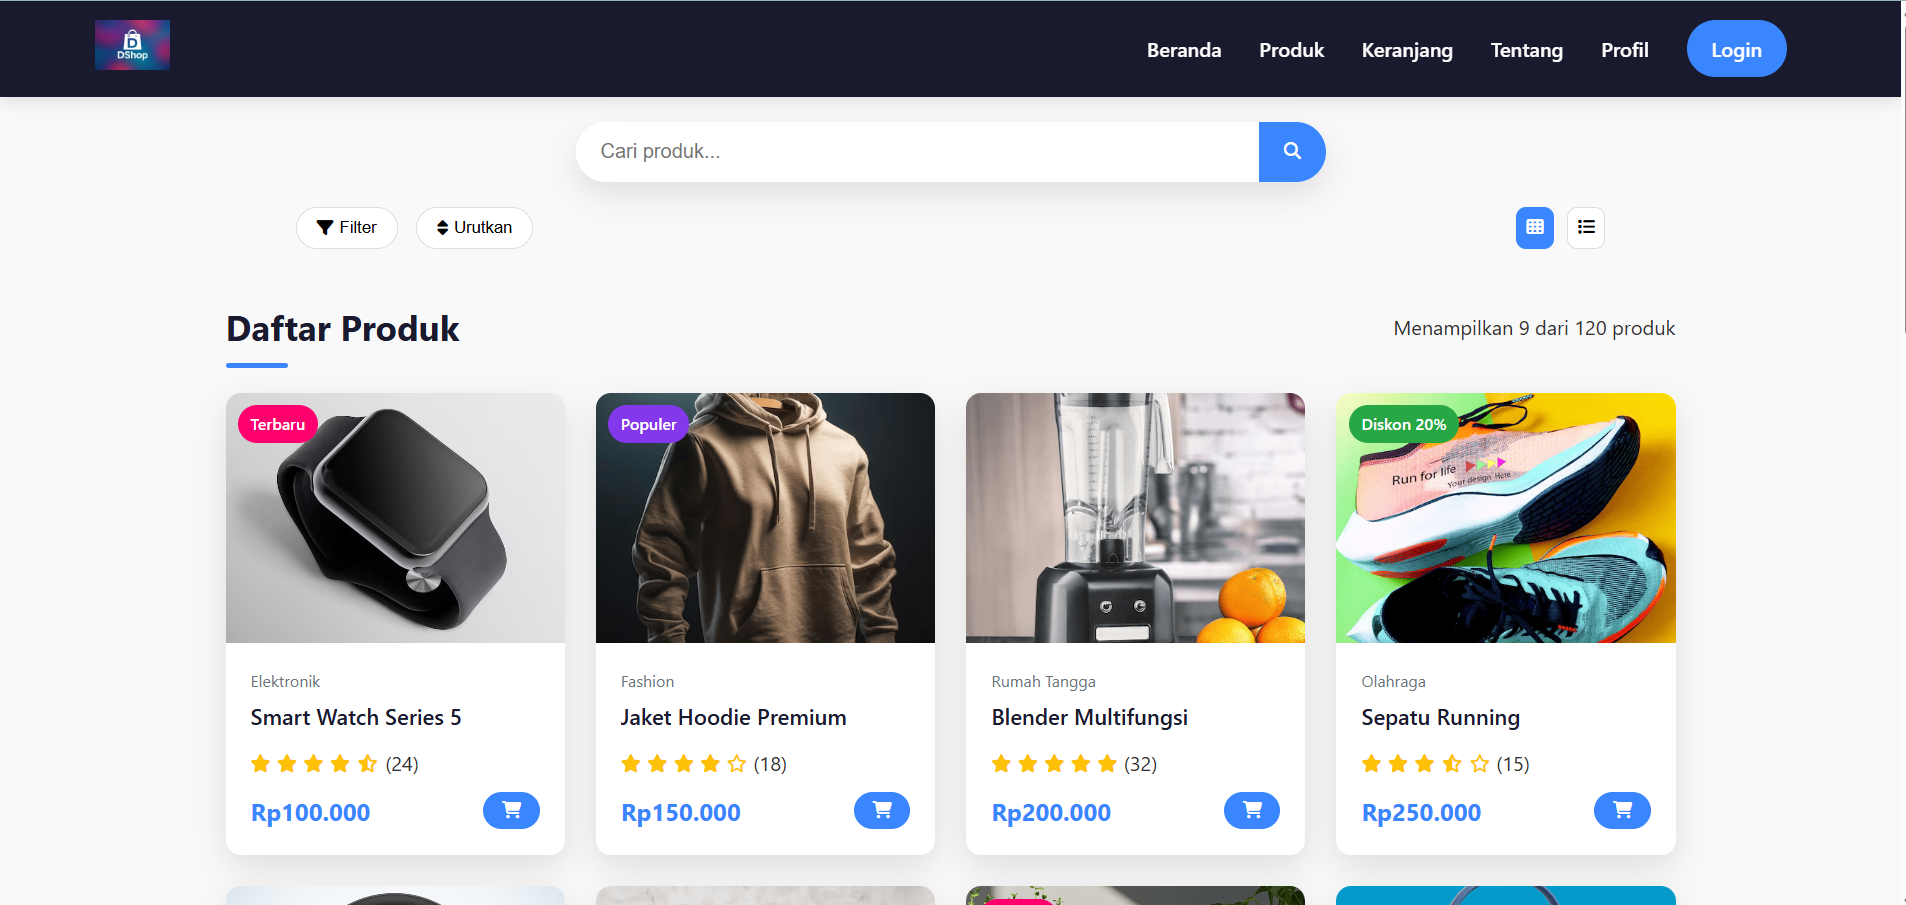 DShop
Beranda
Produk
Keranjang
Tentang
Profil
Login
Cari produk...
Filter
Urutkan
Daftar Produk
Menampilkan 9 dari 120 produk
Terbaru
Populer
Diskon 20%
Run for life
Your design Here
Elektronik
Smart Watch Series 5
(24)
Rp100.000
Fashion
Jaket Hoodie Premium
(18)
Rp150.000
Rumah Tangga
Blender Multifungsi
(32)
Rp200.000
Olahraga
Sepatu Running
(15)
Rp250.000